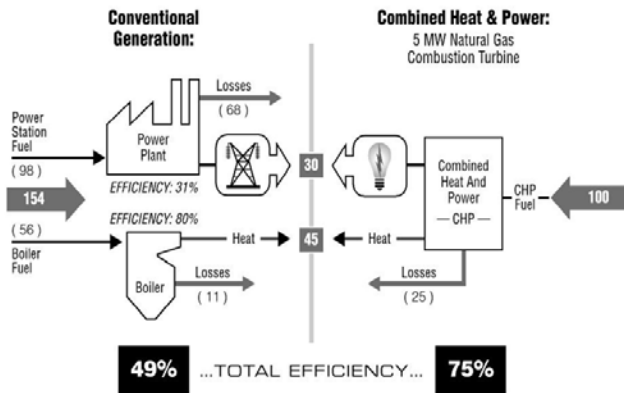 Conventional
Generation:
Combined Heat & Power:
5 MW Natural Gas
Combustion Turbine
Losses
(68)
Power
Station
Fuel
(98)
Power
Plant
EFFICIENCY: 31%
30
Combined
Heat And
Power
— CHP —
CHP
Fuel
100
154
EFFICIENCY: 80%
(56)
Boiler
Fuel
Heat
45
Heat
Boiler
Losses
(11)
Losses
(25)
49% ...TOTAL EFFICIENCY... 75%